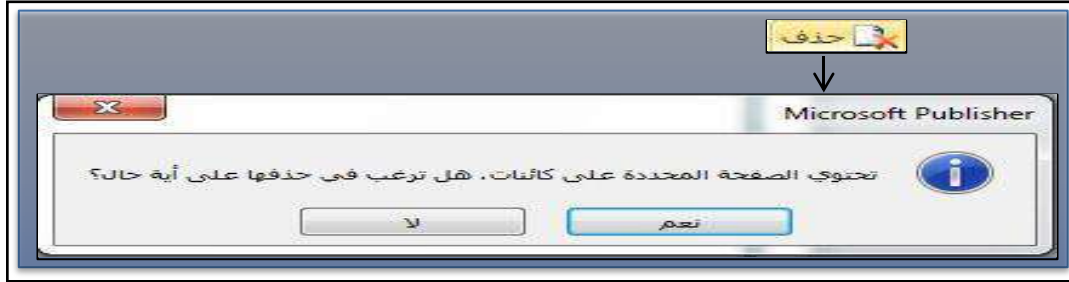 حذف
Microsoft Publisher
تحتوي الصفحة المحددة على كائنات، هل ترغب في حذفها على أية حال؟
نعم
لا